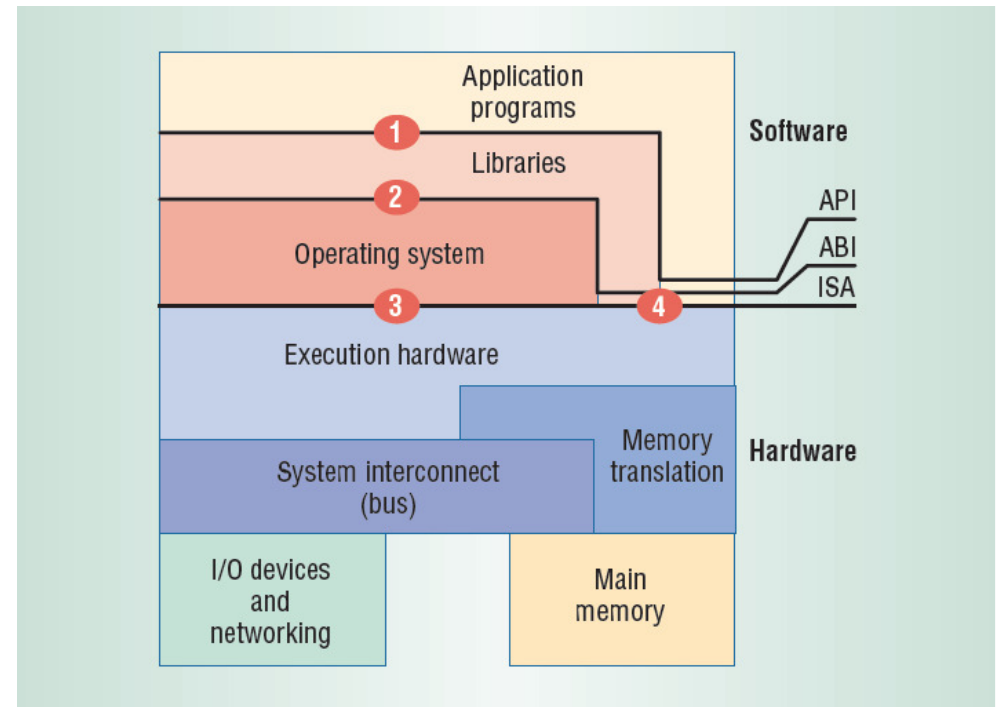 Application
programs
1
Software
Libraries
2
API
Operating system
ABI
ISA
3
4
Execution hardware
Memory
translation
Hardware
System interconnect
(bus)
I/O devices
and
networking
Main
memory